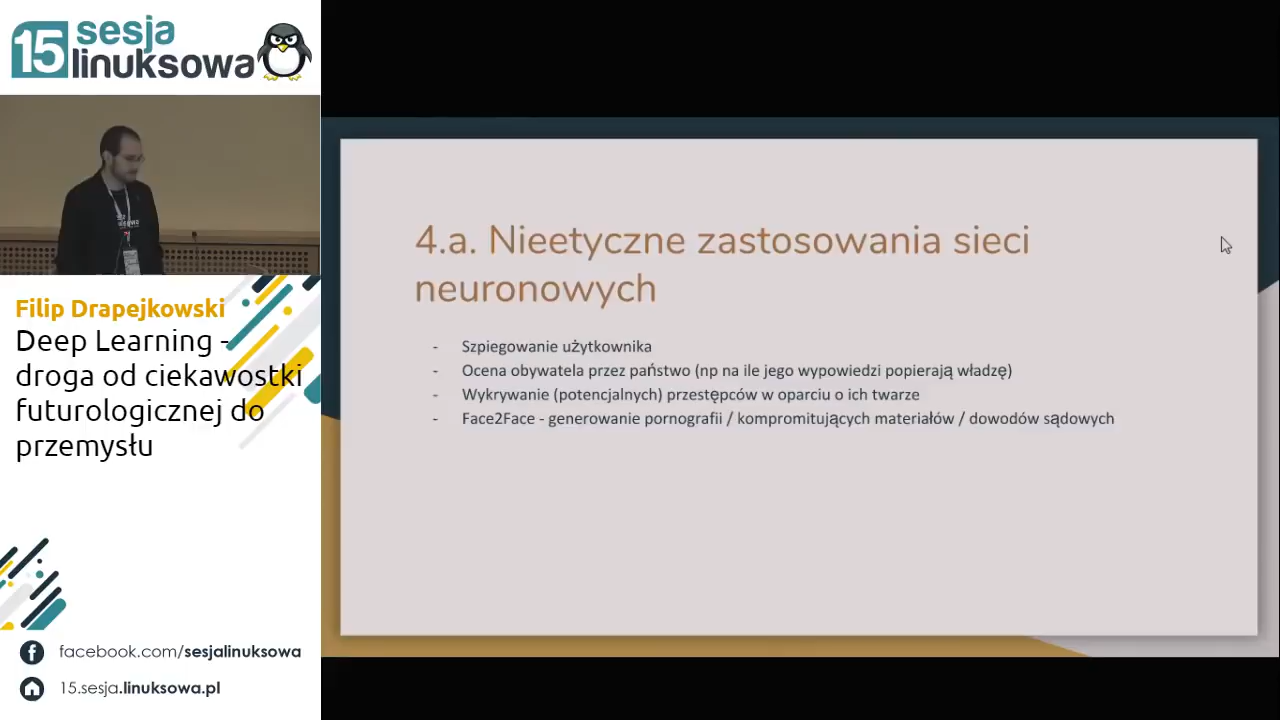 15 sesja
linuksowa
Filip Drapejkowski
Deep Learning -
droga od ciekawostki
futurologicznej do
przemysłu
facebook.com/sesjalinuksowa
15.sesja.linuksowa.pl
4.a. Nieetyczne zastosowania sieci
neuronowych
- Szpiegowanie użytkownika
- Ocena obywatela przez państwo (np na ile jego wypowiedzi popierają władzę)
- Wykrywanie (potencjalnych) przestępców w oparciu o ich twarze
- Face2Face - generowanie pornografii / kompromitujących materiałów / dowodów sądowych